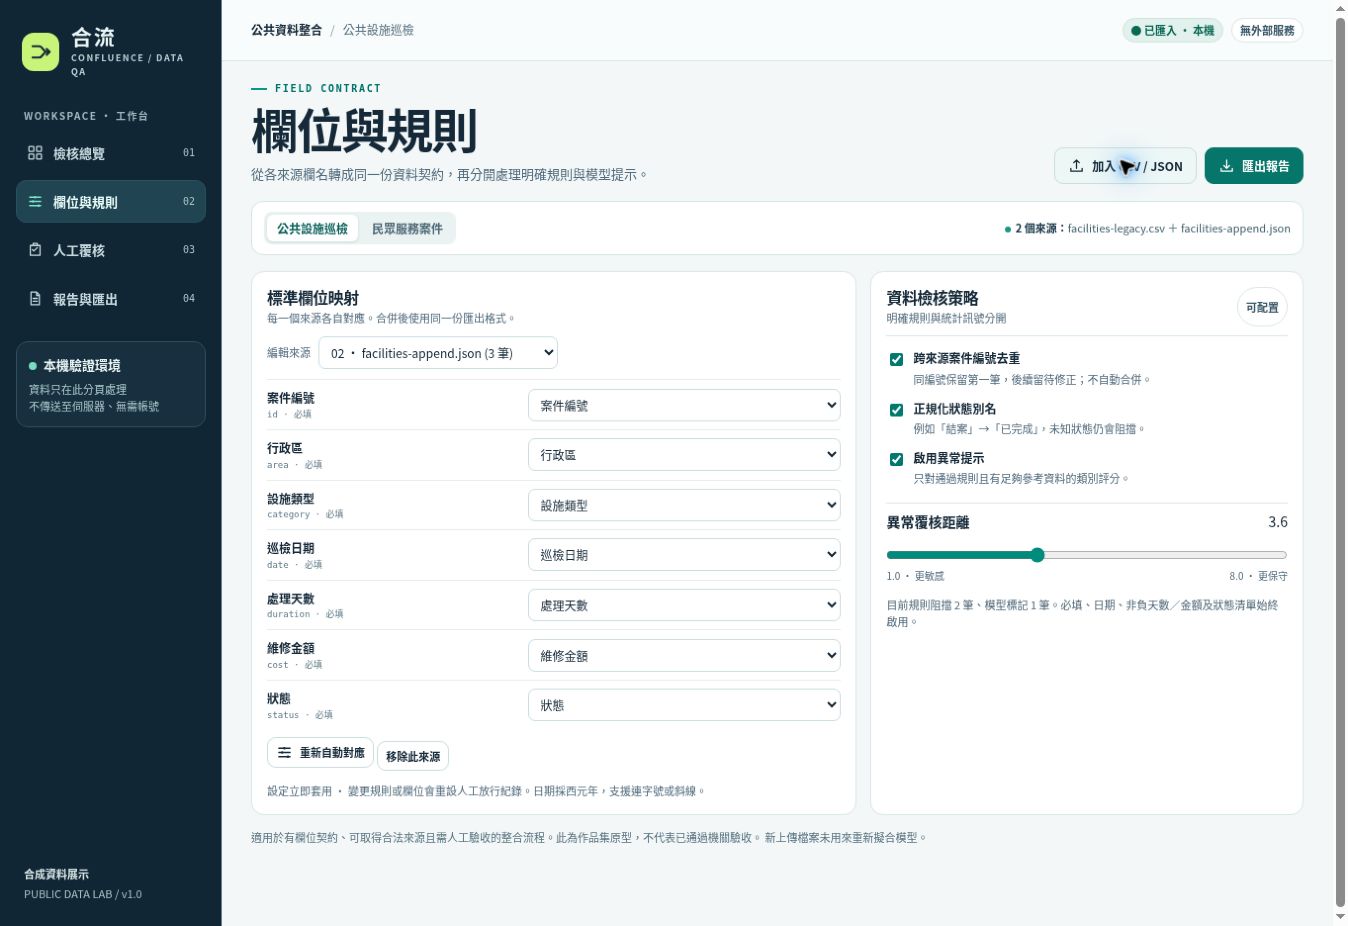 合流
CONFLUENCE / DATA
QA
WORKSPACE · 工作台
檢核總覽 01
欄位與規則 02
人工覆核 03
報告與匯出 04
本機驗證環境
資料只在此分頁處理
不傳送至伺服器、無需帳號
合成資料展示
PUBLIC DATA LAB / v1.0
公共資料整合 / 公共設施巡檢
已匯入 · 本機
無外部服務
FIELD CONTRACT
欄位與規則
從各來源欄名轉成同一份資料契約，再分開處理明確規則與模型提示。
加入 / JSON
匯出報告
公共設施巡檢
民眾服務案件
2 個來源：facilities-legacy.csv + facilities-append.json
標準欄位映射
每一個來源各自對應。合併後使用同一份匯出格式。
編輯來源 02 · facilities-append.json (3 筆)
案件編號 案件編號
id · 必填
行政區 行政區
area · 必填
設施類型 設施類型
category · 必填
巡檢日期 巡檢日期
date · 必填
處理天數 處理天數
duration · 必填
維修金額 維修金額
cost · 必填
狀態 狀態
status · 必填
重新自動對應
移除此來源
設定立即套用 · 變更規則或欄位會重設人工放行紀錄。日期採西元年，支援連字號或斜線。
資料檢核策略
明確規則與統計訊號分開
可配置
跨來源案件編號去重
同編號保留第一筆，後續留待修正；不自動合併。
正規化狀態別名
例如「結案」→「已完成」，未知狀態仍會阻擋。
啟用異常提示
只對通過規則且有足夠參考資料的類別評分。
異常覆核距離 3.6
1.0 · 更敏感 8.0 · 更保守
目前規則阻擋 2 筆、模型標記 1 筆。必填、日期、非負天數／金額及狀態清單始終
啟用。
適用於有欄位契約、可取得合法來源且需人工驗收的整合流程。此為作品集原型，不代表已通過機關驗收。 新上傳檔案未用來重新擬合模型。